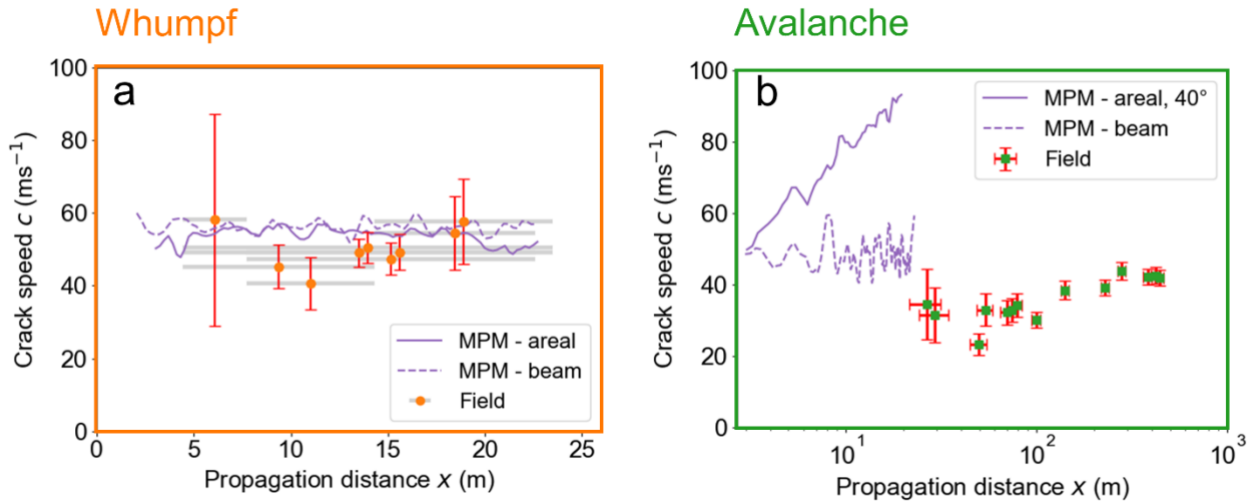 Whumpf
a
100
80
60
40
20
0
Crack speed c (ms⁻¹)
0 5 10 15 20 25
Propagation distance x (m)
MPM - areal
MPM - beam
Field
Avalanche
b
100
80
60
40
20
0
Crack speed c (ms⁻¹)
10¹ 10² 10³
Propagation distance x (m)
MPM - areal, 40°
MPM - beam
Field